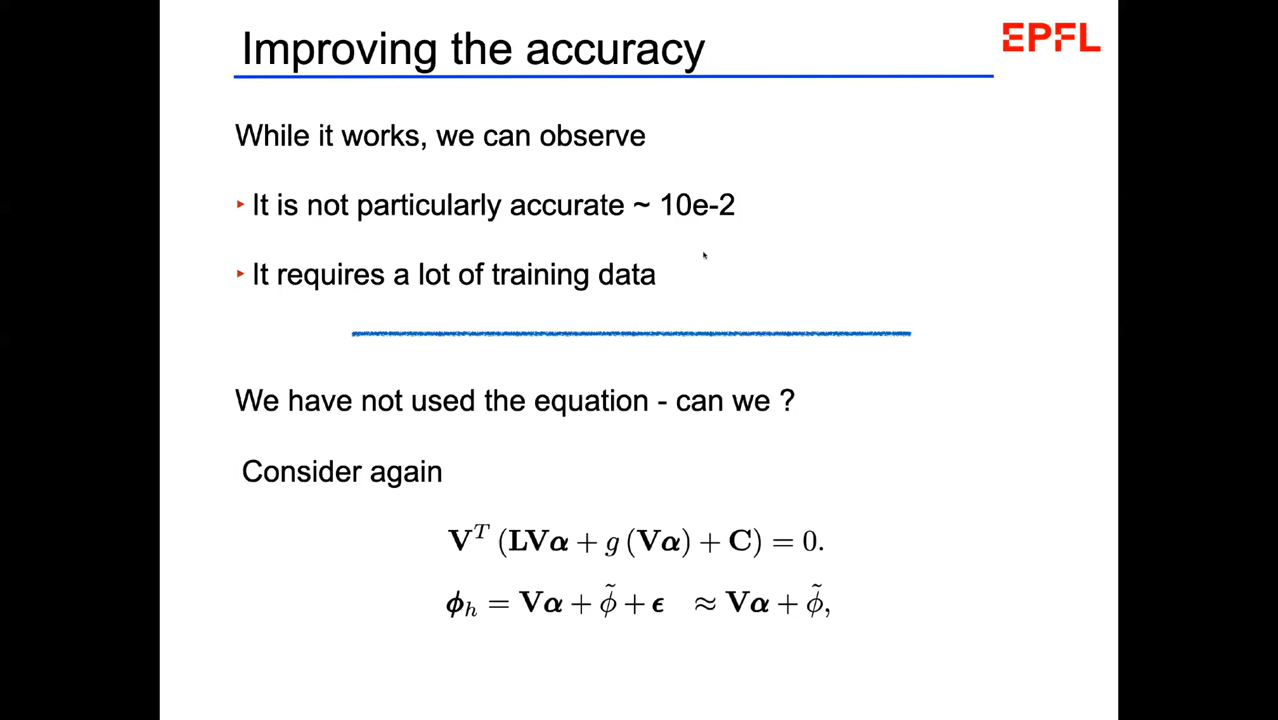 Improving the accuracy
EPFL
While it works, we can observe
‣ It is not particularly accurate ~ 10e-2
‣ It requires a lot of training data
We have not used the equation - can we ?
Consider again
𝐕ᵀ (𝐋𝐕𝜶 + g (𝐕𝜶) + 𝐂) = 0.
𝝓ₕ = 𝐕𝜶 + ϕ̃ + 𝝐 ≈ 𝐕𝜶 + ϕ̃,